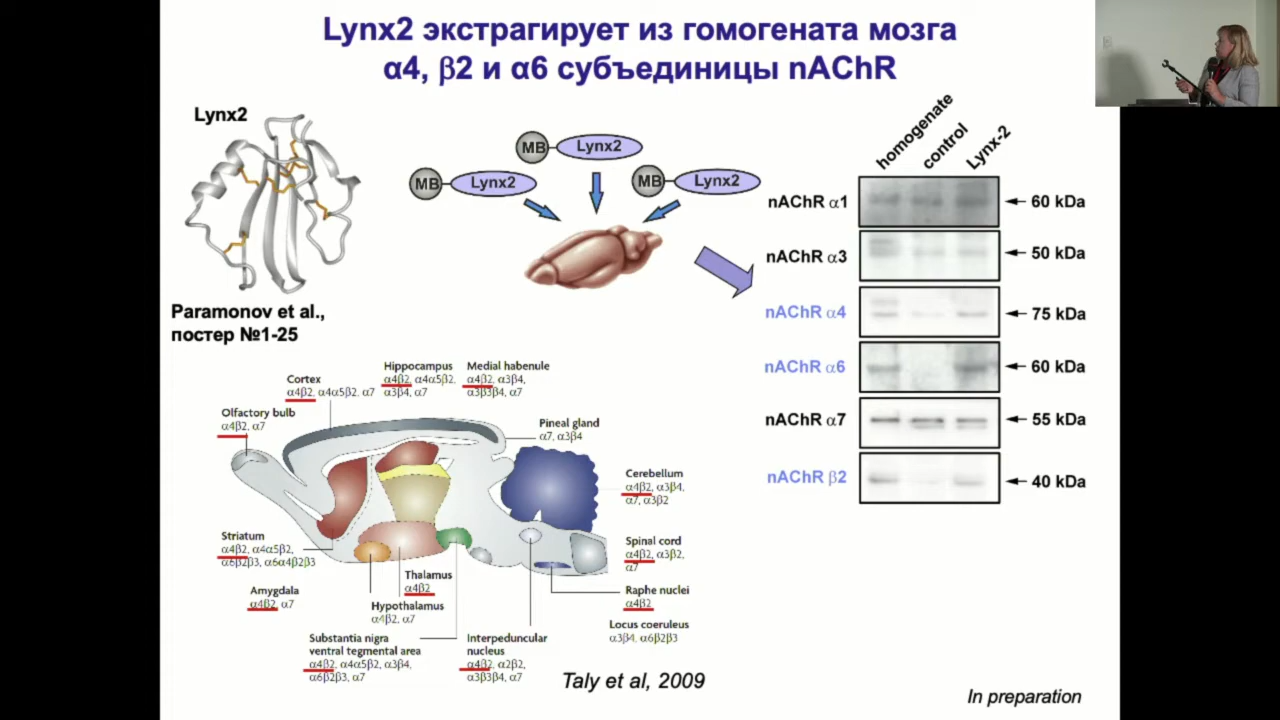 Lynx2 экстрагирует из гомогената мозга
α4, β2 и α6 субъединицы nAChR
Lynx2
Paramonov et al.,
постер №1-25
MB Lynx2
MB Lynx2
MB Lynx2
homogenate
control
Lynx-2
nAChR α1
60 kDa
nAChR α3
50 kDa
nAChR α4
75 kDa
nAChR α6
60 kDa
nAChR α7
55 kDa
nAChR β2
40 kDa
Hippocampus
α4β2, α4α5β2,
α3β4, α7
Medial habenule
α4β2, α3β4,
α3β3β4, α7
Cortex
α4β2, α4α5β2, α7
Olfactory bulb
α4β2, α7
Pineal gland
α7, α3β4
Cerebellum
α4β2, α3β4,
α7, α3β2
Striatum
α4β2, α4α5β2,
α6β2β3, α6α4β2β3
Spinal cord
α4β2, α3β2,
α7
Thalamus
α4β2
Amygdala
α4β2, α7
Raphe nuclei
α4β2
Hypothalamus
α4β2, α7
Locus coeruleus
α3β4, α6β2β3
Substantia nigra
ventral tegmental area
α4β2, α4α5β2, α3β4,
α6β2β3, α7
Interpeduncular
nucleus
α4β2, α2β2,
α3β3β4, α7
Taly et al, 2009
In preparation